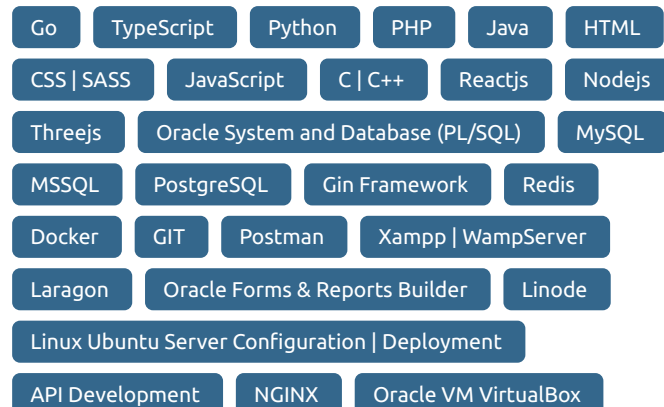 Go TypeScript Python PHP Java HTML
CSS | SASS JavaScript C | C++ Reactjs Nodejs
Threejs Oracle System and Database (PL/SQL) MySQL
MSSQL PostgreSQL Gin Framework Redis
Docker GIT Postman Xampp | WampServer
Laragon Oracle Forms & Reports Builder Linode
Linux Ubuntu Server Configuration | Deployment
API Development NGINX Oracle VM VirtualBox